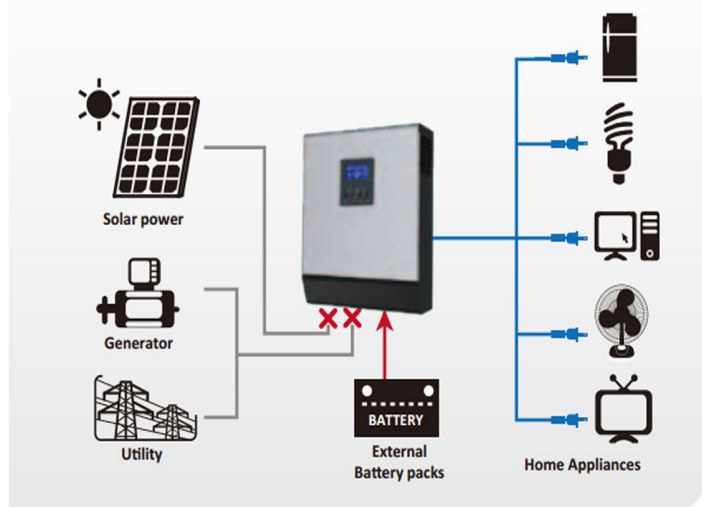 Solar power
Generator
Utility
BATTERY
External
Battery packs
Home Appliances